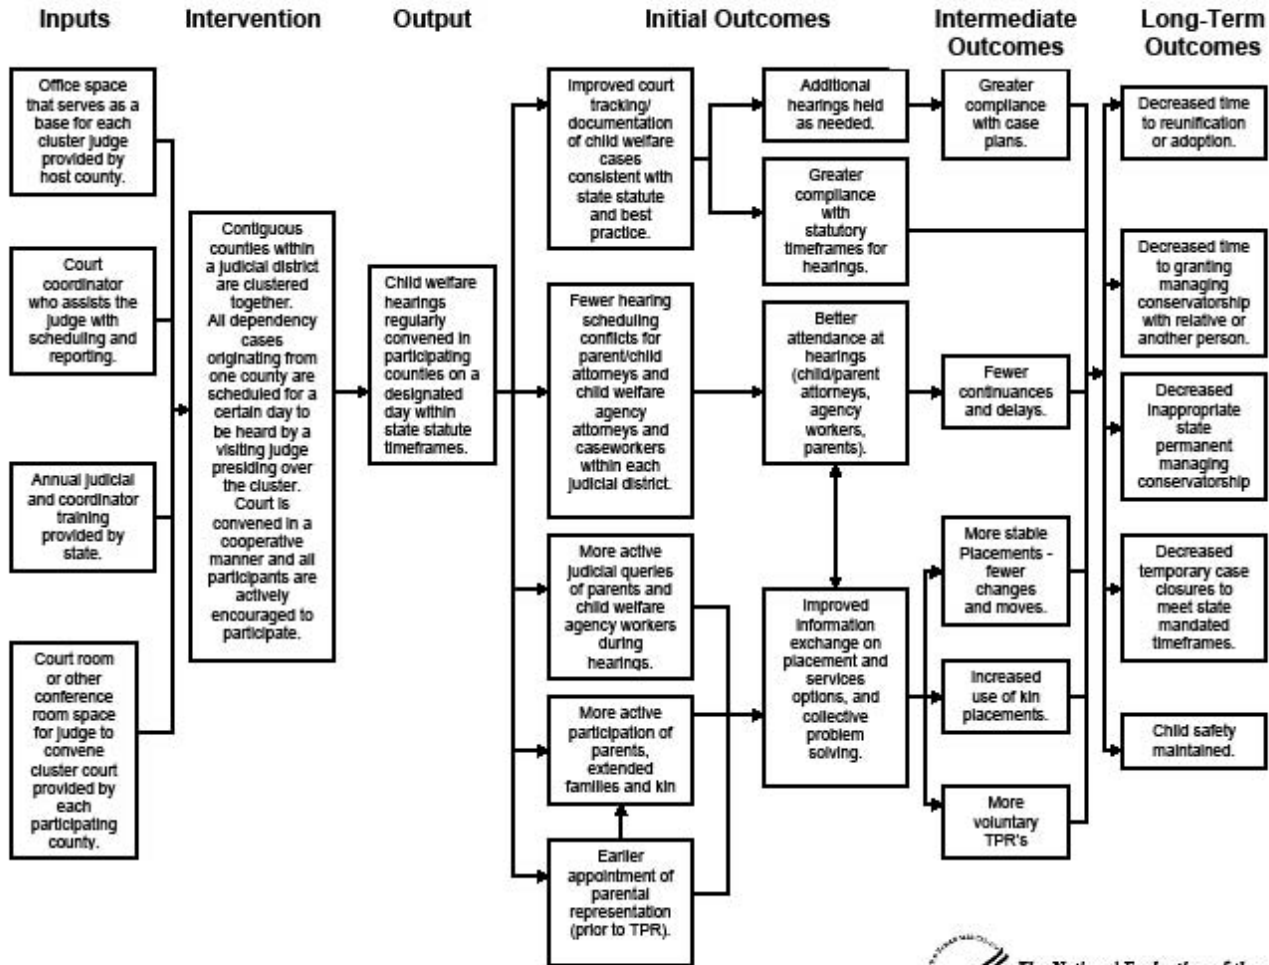 Inputs
Intervention
Output
Initial Outcomes
Intermediate
Outcomes
Long-Term
Outcomes
Office space
that serves as a
base for each
cluster judge
provided by
host county.
Court
coordinator
who assists the
judge with
scheduling and
reporting.
Annual judicial
and coordinator
training
provided by
state.
Court room
or other
conference
room space
for judge to
convene
cluster court
provided by
each
participating
county.
Contiguous
counties within
a judicial district
are clustered
together.
All dependency
cases
originating from
one county are
scheduled for a
certain day to
be heard by a
visiting judge
presiding over
the cluster.
Court is
convened in a
cooperative
manner and all
participants are
actively
encouraged to
participate.
Child welfare
hearings
regularly
convened in
participating
counties on a
designated
day within
state statute
timeframes.
Improved court
tracking/
documentation
of child welfare
cases
consistent with
state statute
and best
practice.
Fewer hearing
scheduling
conflicts for
parent/child
attorneys and
child welfare
agency
attorneys and
caseworkers
within each
judicial district.
More active
judicial queries
of parents and
child welfare
agency workers
during
hearings.
More active
participation of
parents,
extended
families and kin
Earlier
appointment of
parental
representation
(prior to TPR).
Additional
hearings held
as needed.
Greater
compliance
with
statutory
timeframes for
hearings.
Better
attendance at
hearings
(child/parent
attorneys,
agency
workers,
parents).
Improved
information
exchange on
placement and
services
options, and
collective
problem
solving.
Greater
compliance
with case
plans.
Fewer
continuances
and delays.
More stable
Placements -
fewer
changes
and moves.
Increased
use of kin
placements.
More
voluntary
TPR's
Decreased time
to reunification
or adoption.
Decreased time
to granting
managing
conservatorship
with relative or
another person.
Decreased
inappropriate
state
permanent
managing
conservatorship
Decreased
temporary case
closures to
meet state
mandated
timeframes.
Child safety
maintained.
The National Evaluation of the